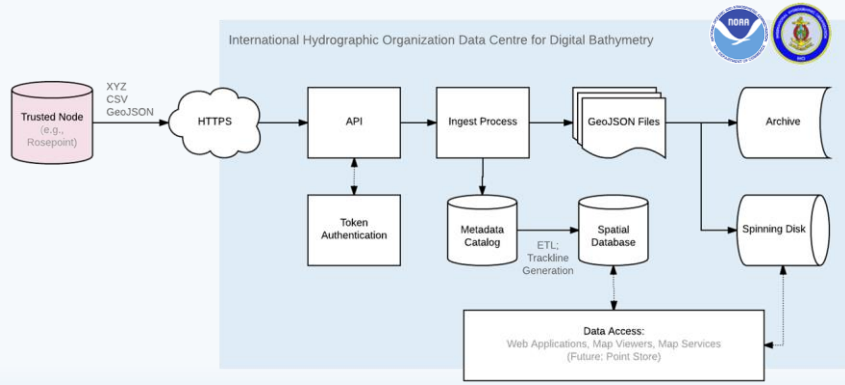 NOAA
International Hydrographic Organization Data Centre for Digital Bathymetry
XYZ
CSV
GeoJSON
Trusted Node
(e.g.,
Rosepoint)
HTTPS
API
Ingest Process
GeoJSON Files
Archive
Token
Authentication
Metadata
Catalog
ETL;
Trackline
Generation
Spatial
Database
Spinning Disk
Data Access:
Web Applications, Map Viewers, Map Services
(Future: Point Store)